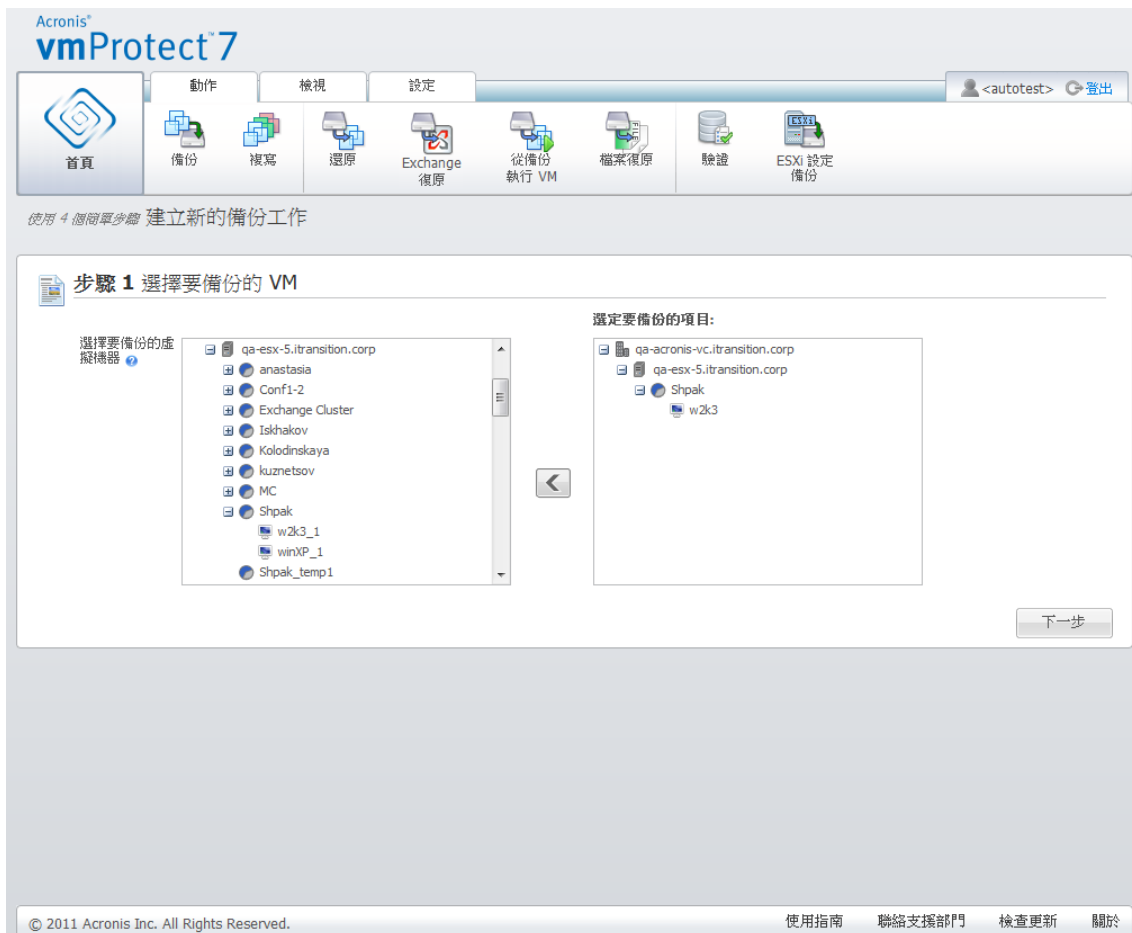 Acronis®
vmProtect™7
動作
檢視
設定
<autotest>
登出
首頁
備份
複寫
還原
Exchange
復原
從備份
執行 VM
檔案復原
驗證
ESXi
ESXi 設定
備份
使用 4 個簡單步驟 建立新的備份工作
步驟 1 選擇要備份的 VM
選擇要備份的虛
擬機器
qa-esx-5.itransition.corp
anastasia
Conf1-2
Exchange Cluster
Iskhakov
Kolodinskaya
kuznetsov
MC
Shpak
w2k3_1
winXP_1
Shpak_temp1
選定要備份的項目:
qa-acronis-vc.itransition.corp
qa-esx-5.itransition.corp
Shpak
w2k3
下一步
© 2011 Acronis Inc. All Rights Reserved.
使用指南
聯絡支援部門
檢查更新
關於